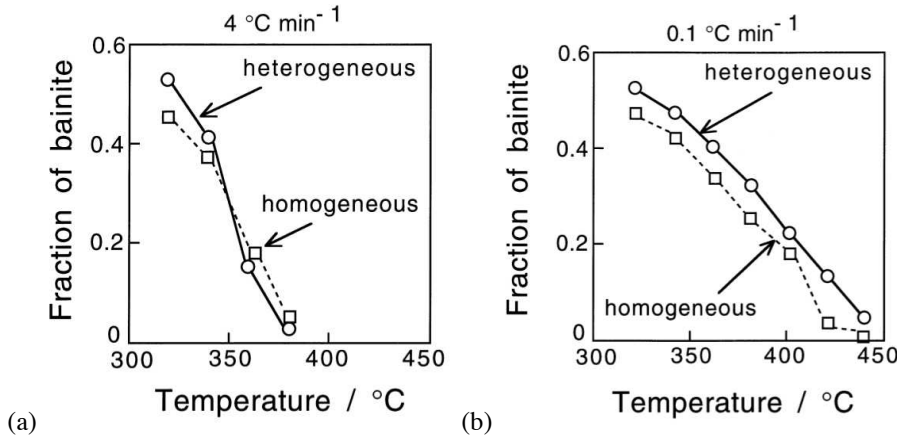 4 °C min⁻¹
0.6
0.4
0.2
0
heterogeneous
homogeneous
Fraction of bainite
300 350 400
Temperature / °C
(a)
0.1 °C min⁻¹
0.6
0.4
0.2
0
heterogeneous
homogeneous
Fraction of bainite
300 350 400 450
Temperature / °C
(b)